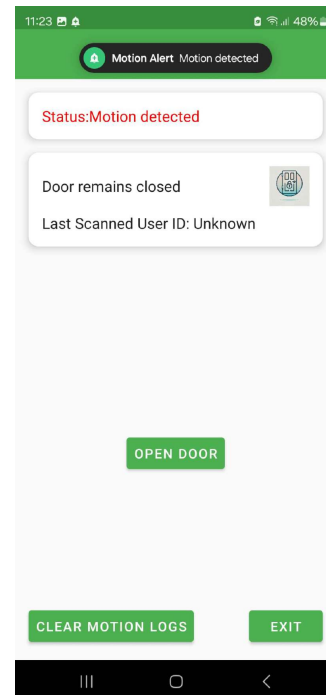 11:23 48%
Motion Alert Motion detected
Status:Motion detected
Door remains closed
Last Scanned User ID: Unknown
OPEN DOOR
CLEAR MOTION LOGS EXIT